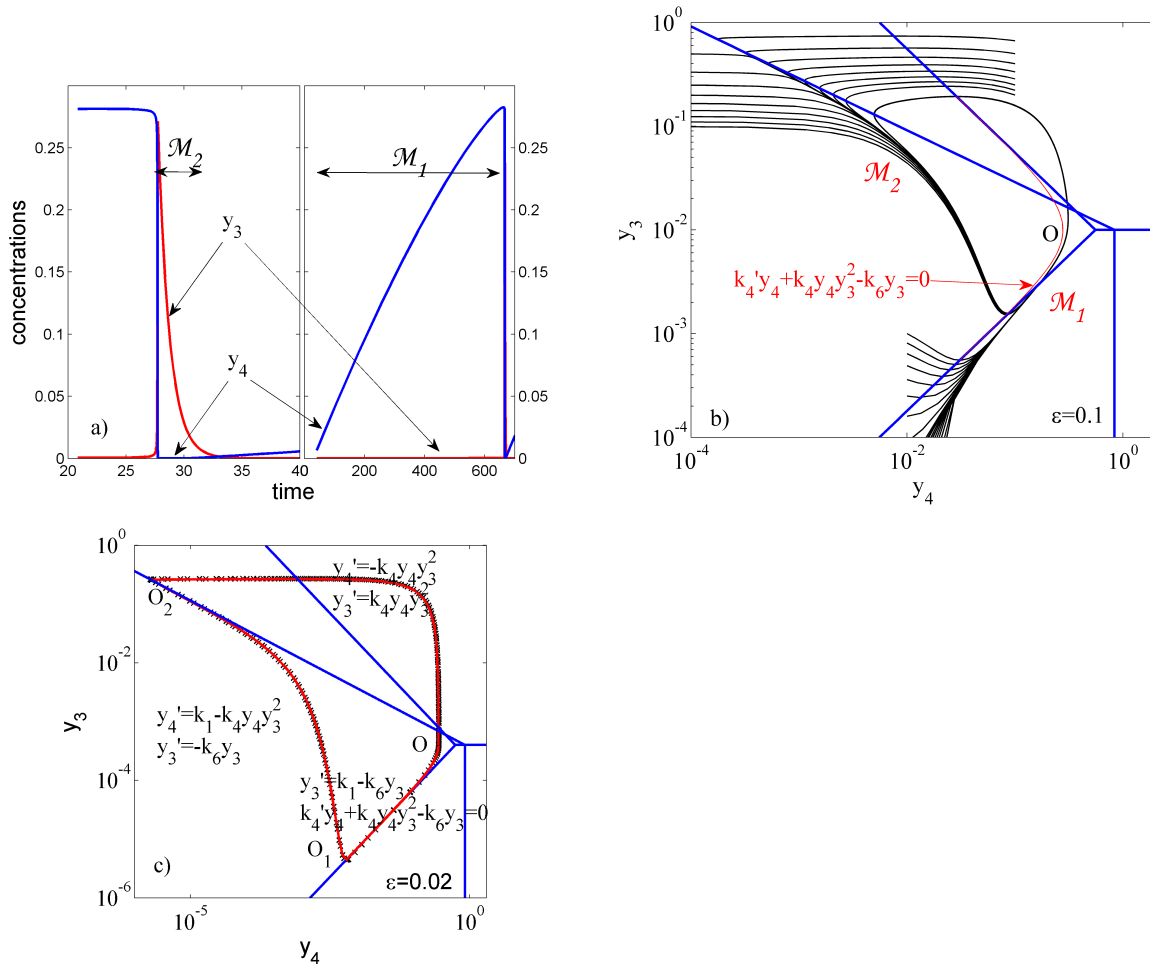 0.25
0.2
0.15
0.1
0.05
0
concentrations
ℳ2
y3
y4
a)
20 25 30 35 40
time
ℳ1
0.25
0.2
0.15
0.1
0.05
0
200 400 600
10^0
10^-1
10^-2
10^-3
10^-4
y3
ℳ2
O
k4'y4+k4y4y3^2-k6y3=0
ℳ1
b)
ε=0.1
10^-4 10^-2 10^0
y4
10^0
10^-2
10^-4
10^-6
y3
y4'=-k4y4y3^2
y3'=k4y4y3^2
O2
y4'=k1-k4y4y3^2
y3'=-k6y3
O
y3'=k1-k6y3
k4'y4+k4y4y3^2-k6y3=0
O1
c)
ε=0.02
10^-5 10^0
y4